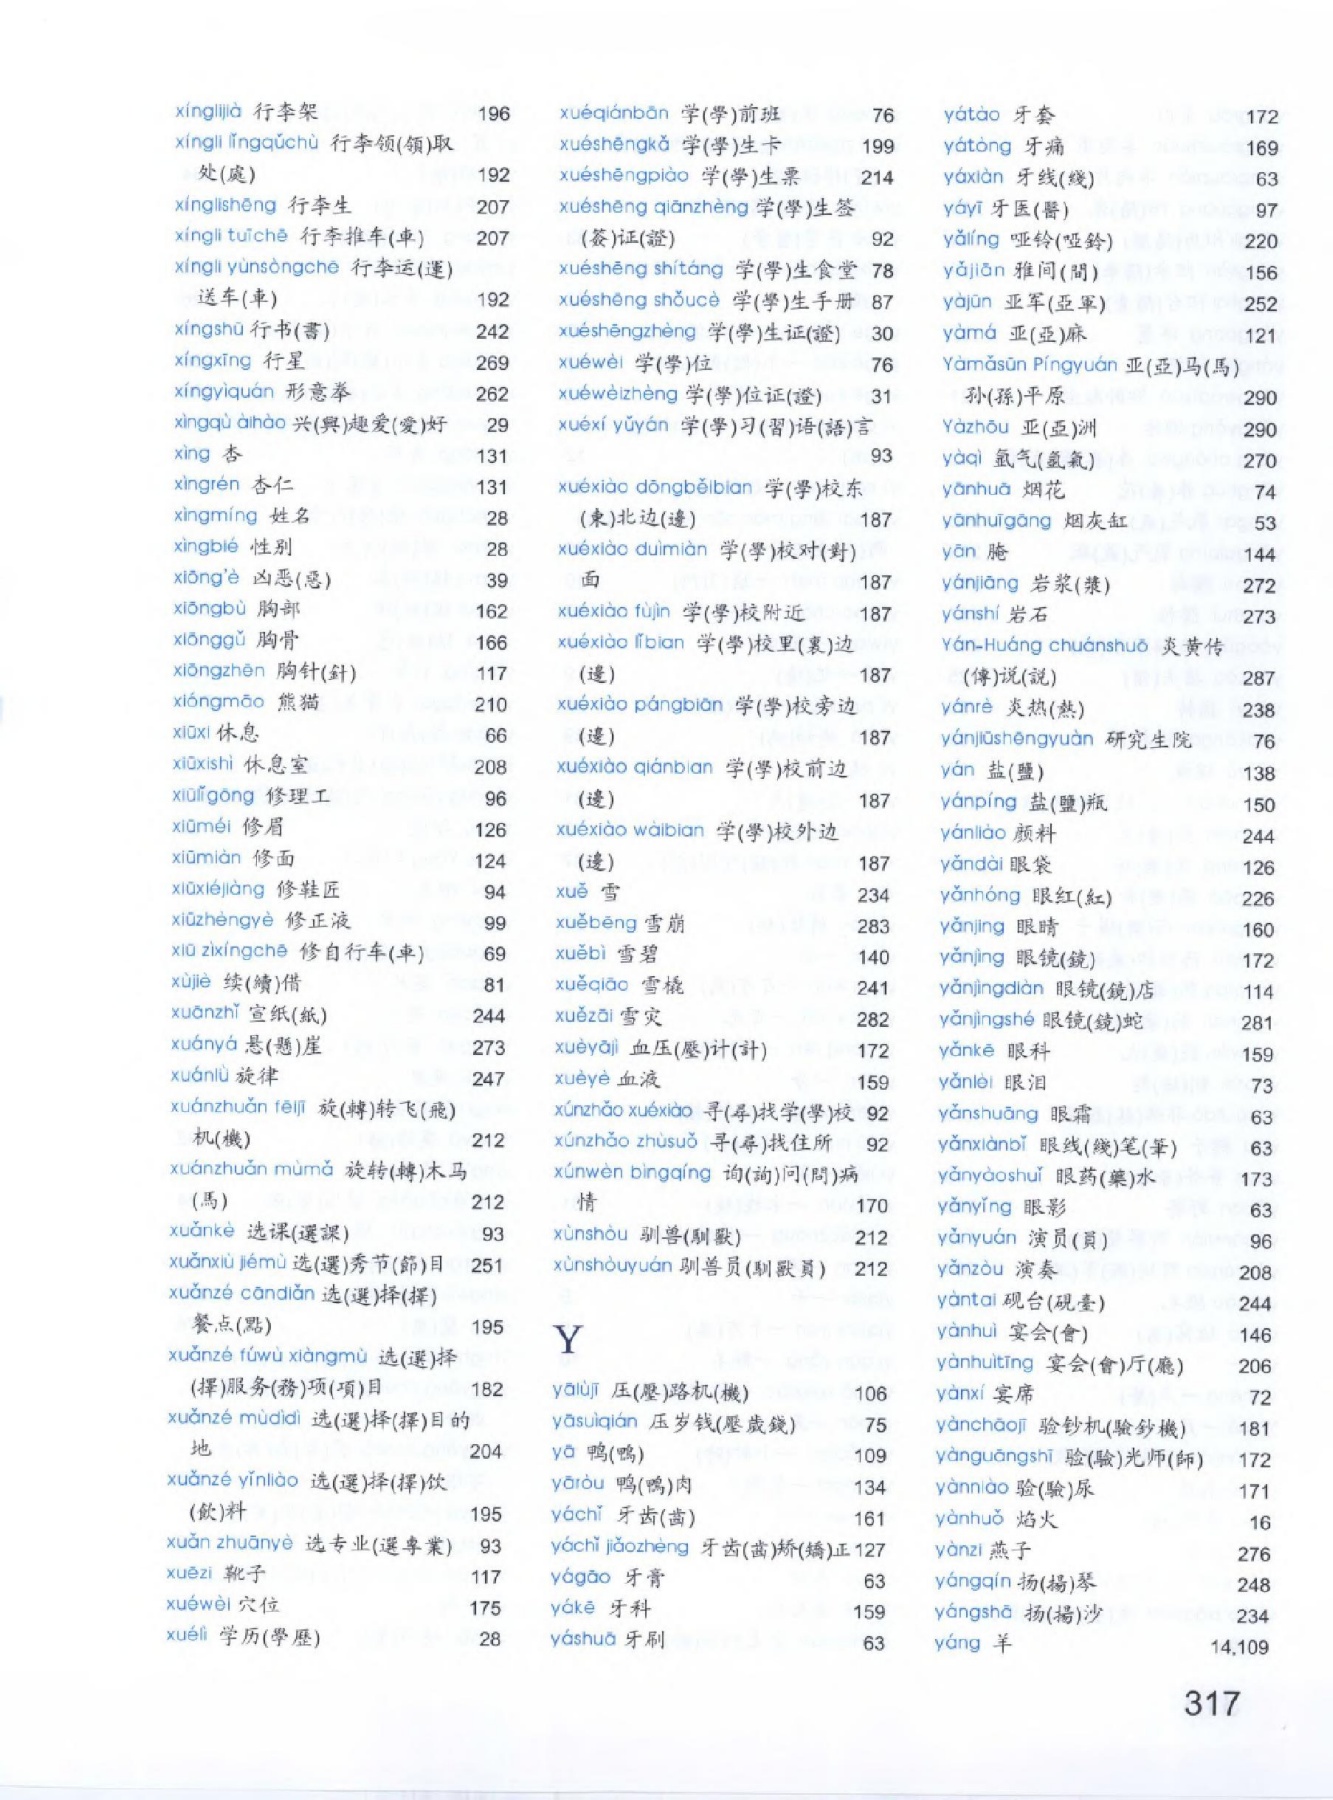 xínglijià 行李架 196
xíngli lǐngqǔchù 行李领(領)取
处(處) 192
xínglishēng 行李生 207
xíngli tuīchē 行李推车(車) 207
xíngli yùnsòngchē 行李运(運)
送车(車) 192
xíngshū 行书(書) 242
xíngxīng 行星 269
xíngyìquán 形意拳 262
xìngqù àihào 兴(興)趣爱(愛)好 29
xìng 杏 131
xìngrén 杏仁 131
xìngmíng 姓名 28
xìngbié 性别 28
xiōng'è 凶恶(惡) 39
xiōngbù 胸部 162
xiōnggǔ 胸骨 166
xiōngzhēn 胸针(針) 117
xióngmāo 熊猫 210
xiūxi 休息 66
xiūxishì 休息室 208
xiūlǐgōng 修理工 96
xiūméi 修眉 126
xiūmiàn 修面 124
xiūxiéjiàng 修鞋匠 94
xiūzhèngyè 修正液 99
xiū zìxíngchē 修自行车(車) 69
xùjiè 续(續)借 81
xuānzhǐ 宣纸(紙) 244
xuányá 悬(懸)崖 273
xuánlǜ 旋律 247
xuánzhuǎn fēijī 旋(轉)转飞(飛)
机(機) 212
xuánzhuǎn mùmǎ 旋转(轉)木马
(馬) 212
xuǎnkè 选课(選課) 93
xuǎnxiù jiémù 选(選)秀节(節)目 251
xuǎnzé cāndiǎn 选(選)择(擇)
餐点(點) 195
xuǎnzé fúwù xiàngmù 选(選)择
(擇)服务(務)项(項)目 182
xuǎnzé mùdìdì 选(選)择(擇)目的
地 204
xuǎnzé yǐnliào 选(選)择(擇)饮
(飲)料 195
xuǎn zhuānyè 选专业(選專業) 93
xuēzi 靴子 117
xuéwèi 穴位 175
xuélì 学历(學歷) 28
xuéqiánbān 学(學)前班 76
xuéshēngkǎ 学(學)生卡 199
xuéshēngpiào 学(學)生票 214
xuéshēng qiānzhèng 学(學)生签
(簽)证(證) 92
xuéshēng shítáng 学(學)生食堂 78
xuéshēng shǒucè 学(學)生手册 87
xuéshēngzhèng 学(學)生证(證) 30
xuéwèi 学(學)位 76
xuéwèizhèng 学(學)位证(證) 31
xuéxí yǔyán 学(學)习(習)语(語)言
93
xuéxiào dōngběibian 学(學)校东
(東)北边(邊) 187
xuéxiào duìmiàn 学(學)校对(對)
面 187
xuéxiào fùjìn 学(學)校附近 187
xuéxiào lǐbian 学(學)校里(裏)边
(邊) 187
xuéxiào pángbiān 学(學)校旁边
(邊) 187
xuéxiào qiánbian 学(學)校前边
(邊) 187
xuéxiào wàibian 学(學)校外边
(邊) 187
xuě 雪 234
xuěbēng 雪崩 283
xuěbì 雪碧 140
xuěqiāo 雪橇 241
xuězāi 雪灾 282
xuèyājì 血压(壓)计(計) 172
xuèyè 血液 159
xúnzhǎo xuéxiào 寻(尋)找学(學)校 92
xúnzhǎo zhùsuǒ 寻(尋)找住所 92
xúnwèn bìngqíng 询(詢)问(問)病
情 170
xùnshòu 驯兽(馴獸) 212
xùnshòuyuán 驯兽员(馴獸員) 212
Y
yālùjī 压(壓)路机(機) 106
yāsuìqián 压岁钱(壓歲錢) 75
yā 鸭(鴨) 109
yāròu 鸭(鴨)肉 134
yáchǐ 牙齿(齒) 161
yáchǐ jiǎozhèng 牙齿(齒)矫(矯)正 127
yágāo 牙膏 63
yákē 牙科 159
yáshuā 牙刷 63
yátào 牙套 172
yátòng 牙痛 169
yáxiàn 牙线(綫) 63
yáyī 牙医(醫) 97
yǎlíng 哑铃(啞鈴) 220
yǎjiān 雅间(間) 156
yàjūn 亚军(亞軍) 252
yàmá 亚(亞)麻 121
Yàmǎsūn Píngyuán 亚(亞)马(馬)
孙(孫)平原 290
Yàzhōu 亚(亞)洲 290
yàqì 氩气(氬氣) 270
yānhuā 烟花 74
yānhuīgāng 烟灰缸 53
yān 腌 144
yánjiāng 岩浆(漿) 272
yánshí 岩石 273
Yán-Huáng chuánshuō 炎黄传
(傳)说(説) 287
yánrè 炎热(熱) 238
yánjiūshēngyuàn 研究生院 76
yán 盐(鹽) 138
yánpíng 盐(鹽)瓶 150
yánliào 颜料 244
yǎndài 眼袋 126
yǎnhóng 眼红(紅) 226
yǎnjing 眼睛 160
yǎnjìng 眼镜(鏡) 172
yǎnjìngdiàn 眼镜(鏡)店 114
yǎnjìngshé 眼镜(鏡)蛇 281
yǎnkē 眼科 159
yǎnlèi 眼泪 73
yǎnshuāng 眼霜 63
yǎnxiànbǐ 眼线(綫)笔(筆) 63
yǎnyàoshuǐ 眼药(藥)水 173
yǎnyǐng 眼影 63
yǎnyuán 演员(員) 96
yǎnzòu 演奏 208
yàntai 砚台(硯臺) 244
yànhuì 宴会(會) 146
yànhuìtīng 宴会(會)厅(廳) 206
yànxí 宴席 72
yànchāojī 验钞机(驗鈔機) 181
yànguāngshī 验(驗)光师(師) 172
yànniào 验(驗)尿 171
yànhuǒ 焰火 16
yànzi 燕子 276
yángqín 扬(揚)琴 248
yángshā 扬(揚)沙 234
yáng 羊 14,109
317